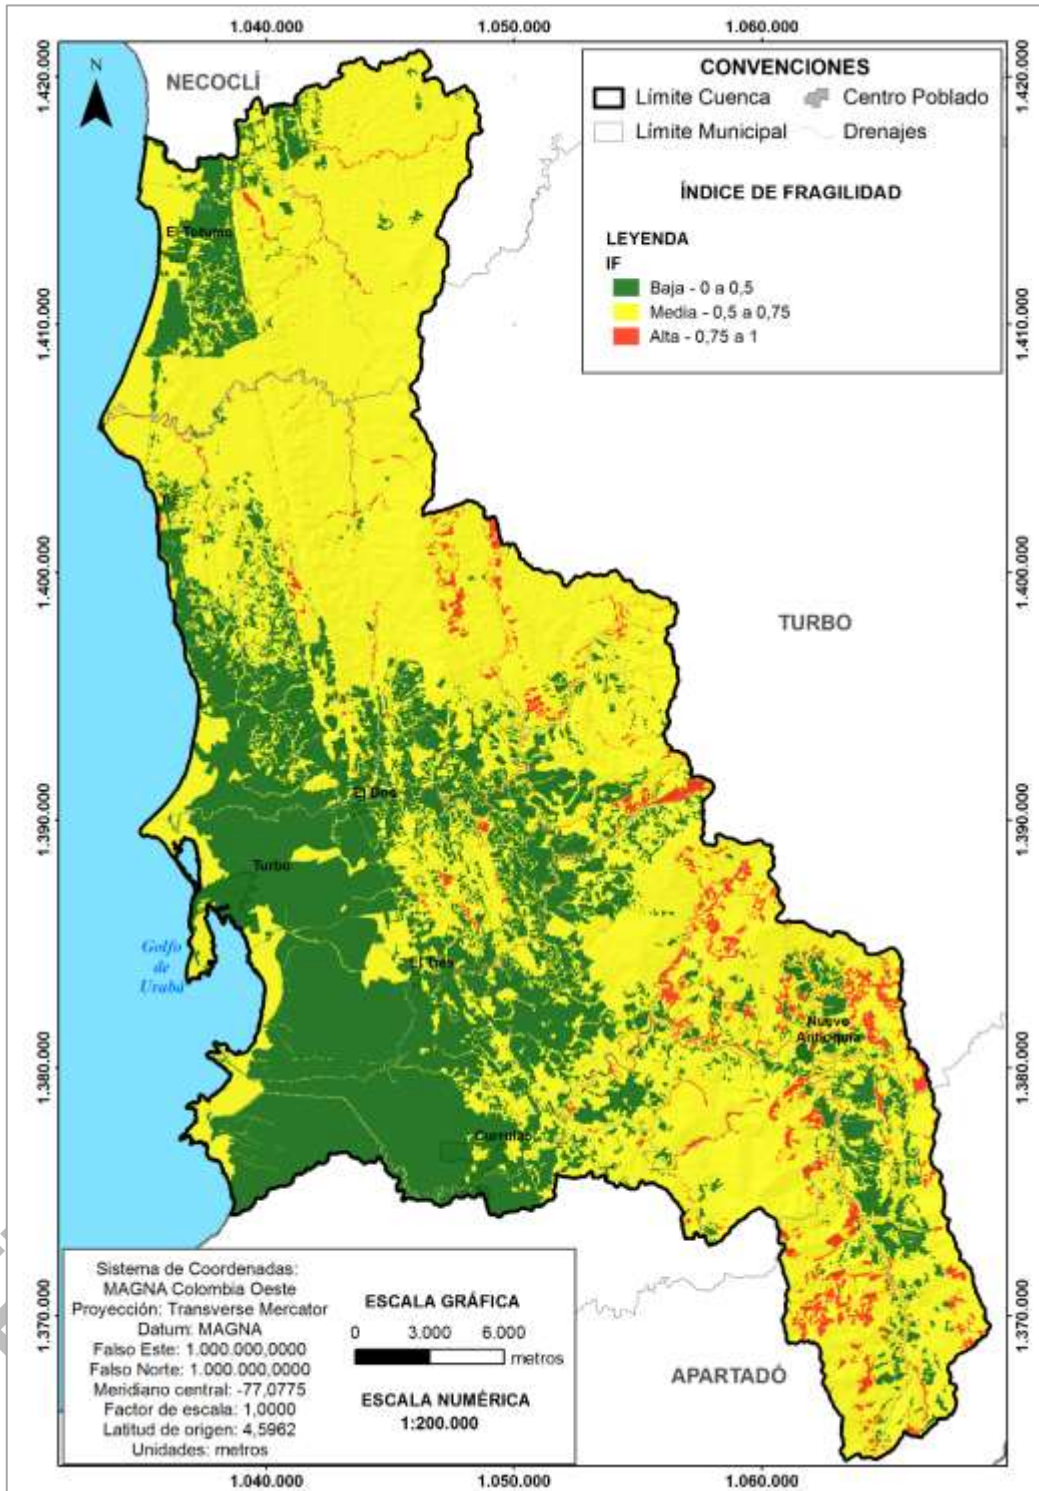 1.040.000
1.050.000
1.060.000
1.420.000
1.420.000
N
NECOCLÍ
CONVENCIONES
Límite Cuenca
Centro Poblado
Límite Municipal
Drenajes
ÍNDICE DE FRAGILIDAD
LEYENDA
IF
Baja - 0 a 0,5
Media - 0,5 a 0,75
Alta - 0,75 a 1
El Totumo
1.410.000
1.410.000
1.400.000
1.400.000
TURBO
El Dos
1.390.000
1.390.000
Turbo
Golfo
de
Urabá
El Tres
Nueva
Antioquia
1.380.000
1.380.000
Currulao
1.370.000
1.370.000
APARTADÓ
Sistema de Coordenadas:
MAGNA Colombia Oeste
Proyección: Transverse Mercator
Datum: MAGNA
Falso Este: 1.000.000,0000
Falso Norte: 1.000.000,0000
Meridiano central: -77,0775
Factor de escala: 1,0000
Latitud de origen: 4,5962
Unidades: metros
ESCALA GRÁFICA
0 3.000 6.000
metros
ESCALA NUMÉRICA
1:200.000
1.040.000
1.050.000
1.060.000